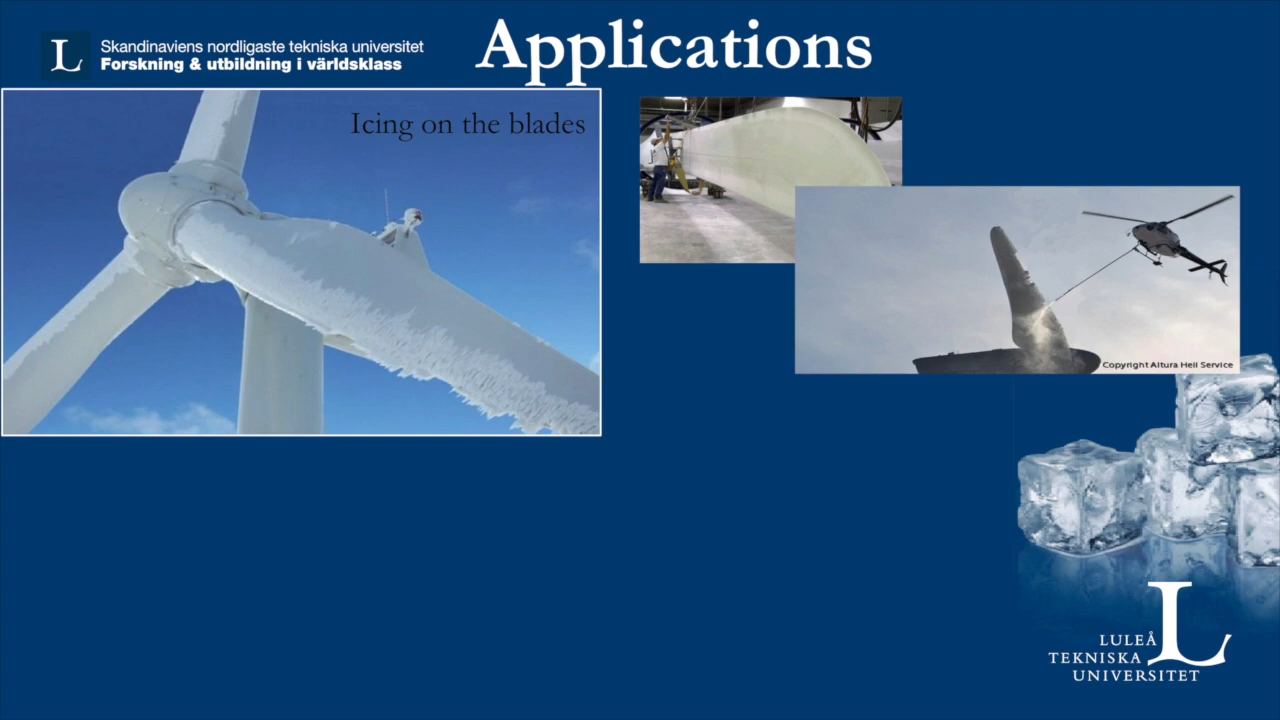 L
Skandinaviens nordligaste tekniska universitet
Forskning & utbildning i världsklass
Applications
Icing on the blades
Copyright Altura Heli Service
L
LULEÅ
TEKNISKA
UNIVERSITET